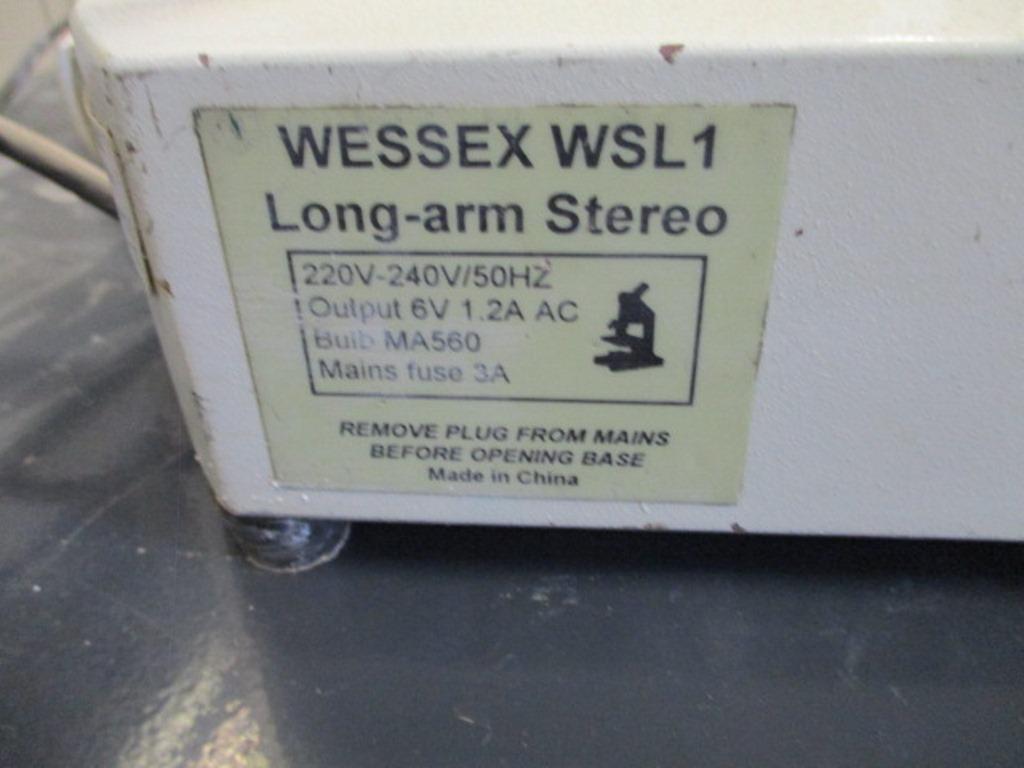 WESSEX WSL1
Long-arm Stereo
220V-240V/50HZ
Output 6V 1.2A AC
Bulb MA560
Mains fuse 3A
REMOVE PLUG FROM MAINS
BEFORE OPENING BASE
Made in China